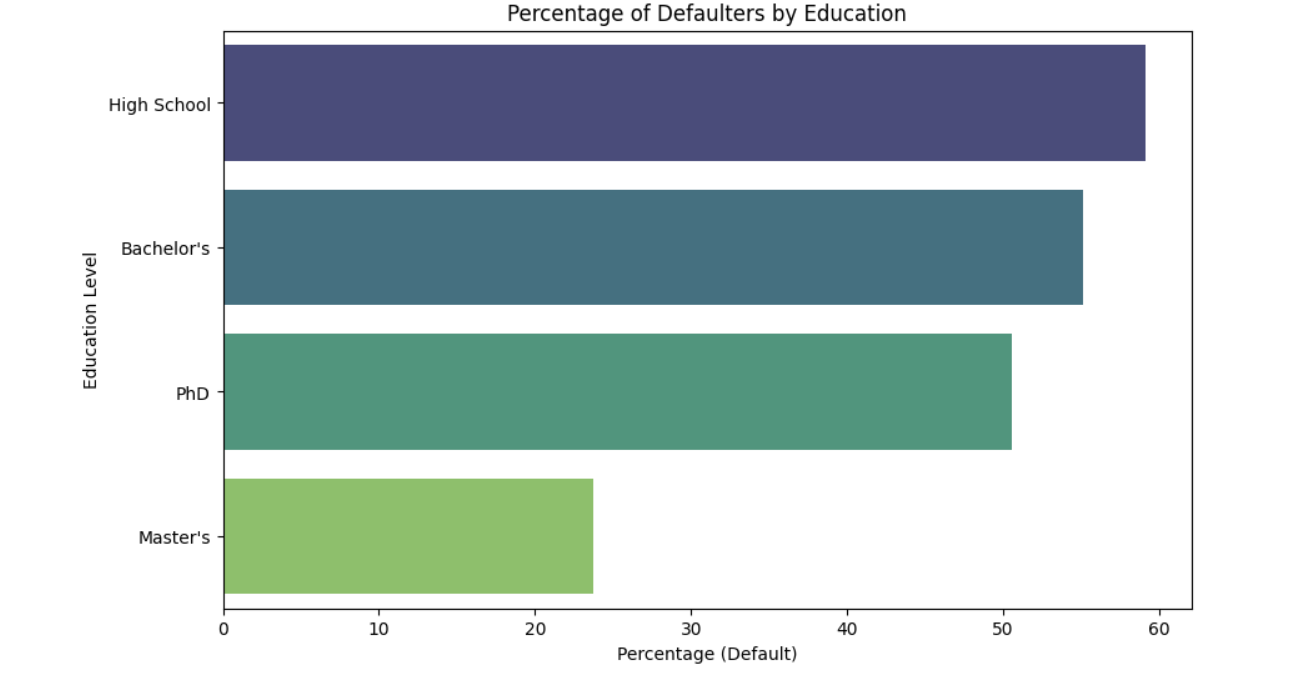 Percentage of Defaulters by Education
High School
Bachelor's
PhD
Master's
Education Level
0 10 20 30 40 50 60
Percentage (Default)